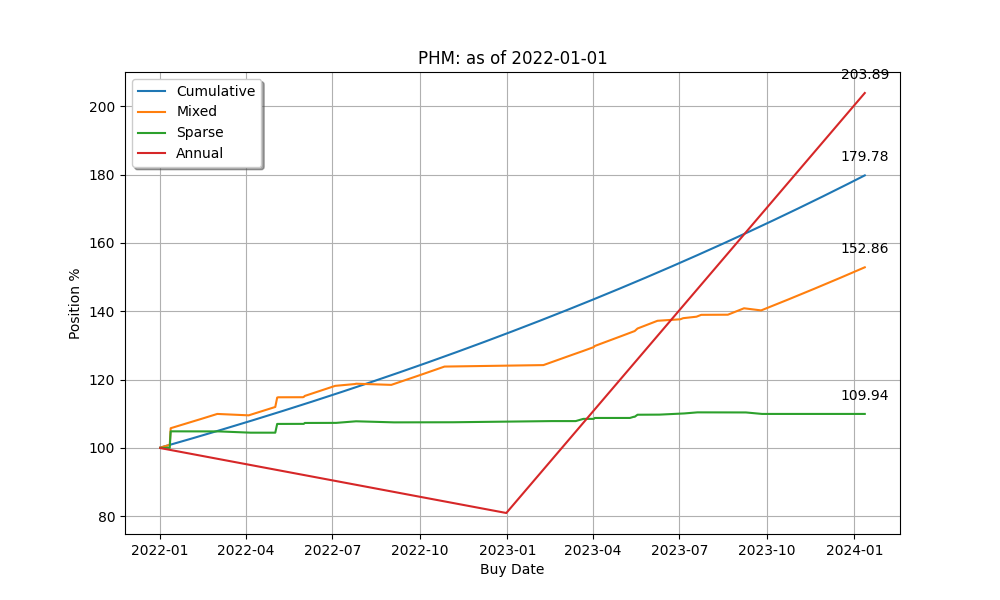 PHM: as of 2022-01-01
203.89
Cumulative
Mixed
Sparse
Annual
179.78
152.86
109.94
200
180
160
140
120
100
80
Position %
2022-01
2022-04
2022-07
2022-10
2023-01
2023-04
2023-07
2023-10
2024-01
Buy Date